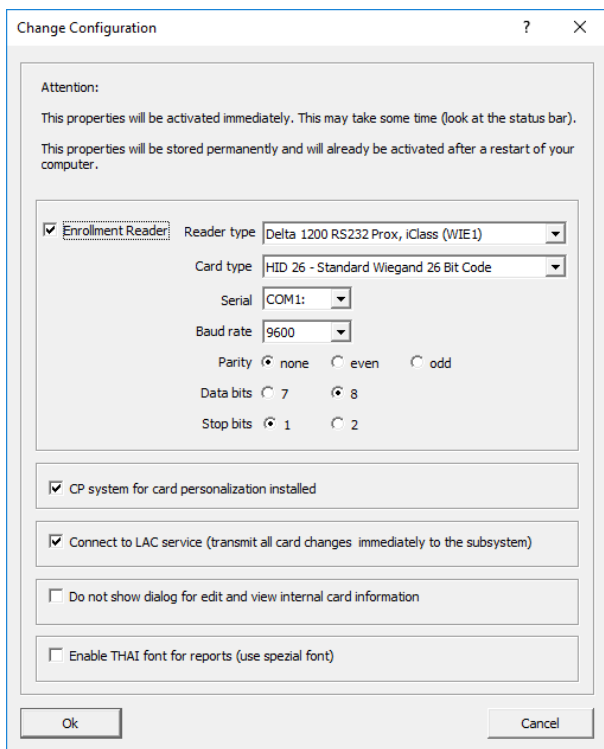 Change Configuration ?
Attention:
This properties will be activated immediately. This may take some time (look at the status bar).
This properties will be stored permanently and will already be activated after a restart of your
computer.
Enrollment Reader Reader type Delta 1200 RS232 Prox, iClass (WIE1)
Card type HID 26 - Standard Wiegand 26 Bit Code
Serial COM1:
Baud rate 9600
Parity none even odd
Data bits 7 8
Stop bits 1 2
CP system for card personalization installed
Connect to LAC service (transmit all card changes immediately to the subsystem)
Do not show dialog for edit and view internal card information
Enable THAI font for reports (use spezial font)
Ok Cancel